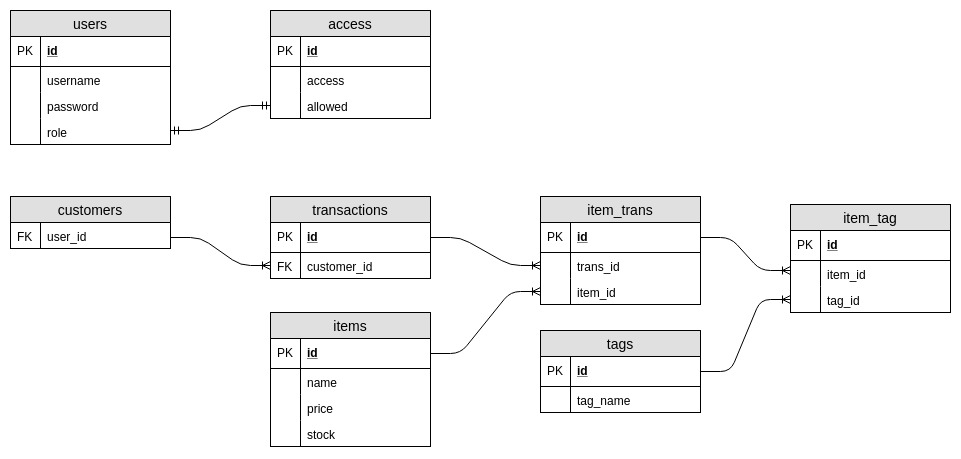 users
PK id
username
password
role
access
PK id
access
allowed
customers
FK user_id
transactions
PK id
FK customer_id
items
PK id
name
price
stock
item_trans
PK id
trans_id
item_id
tags
PK id
tag_name
item_tag
PK id
item_id
tag_id